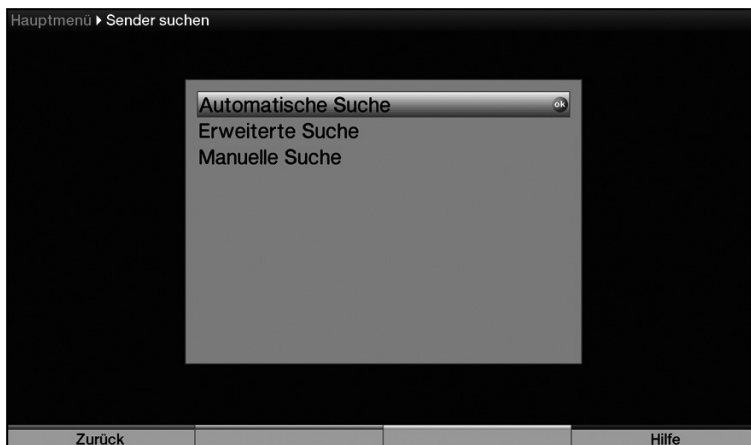 Hauptmenü ▸ Sender suchen
Automatische Suche ok
Erweiterte Suche
Manuelle Suche
Zurück Hilfe